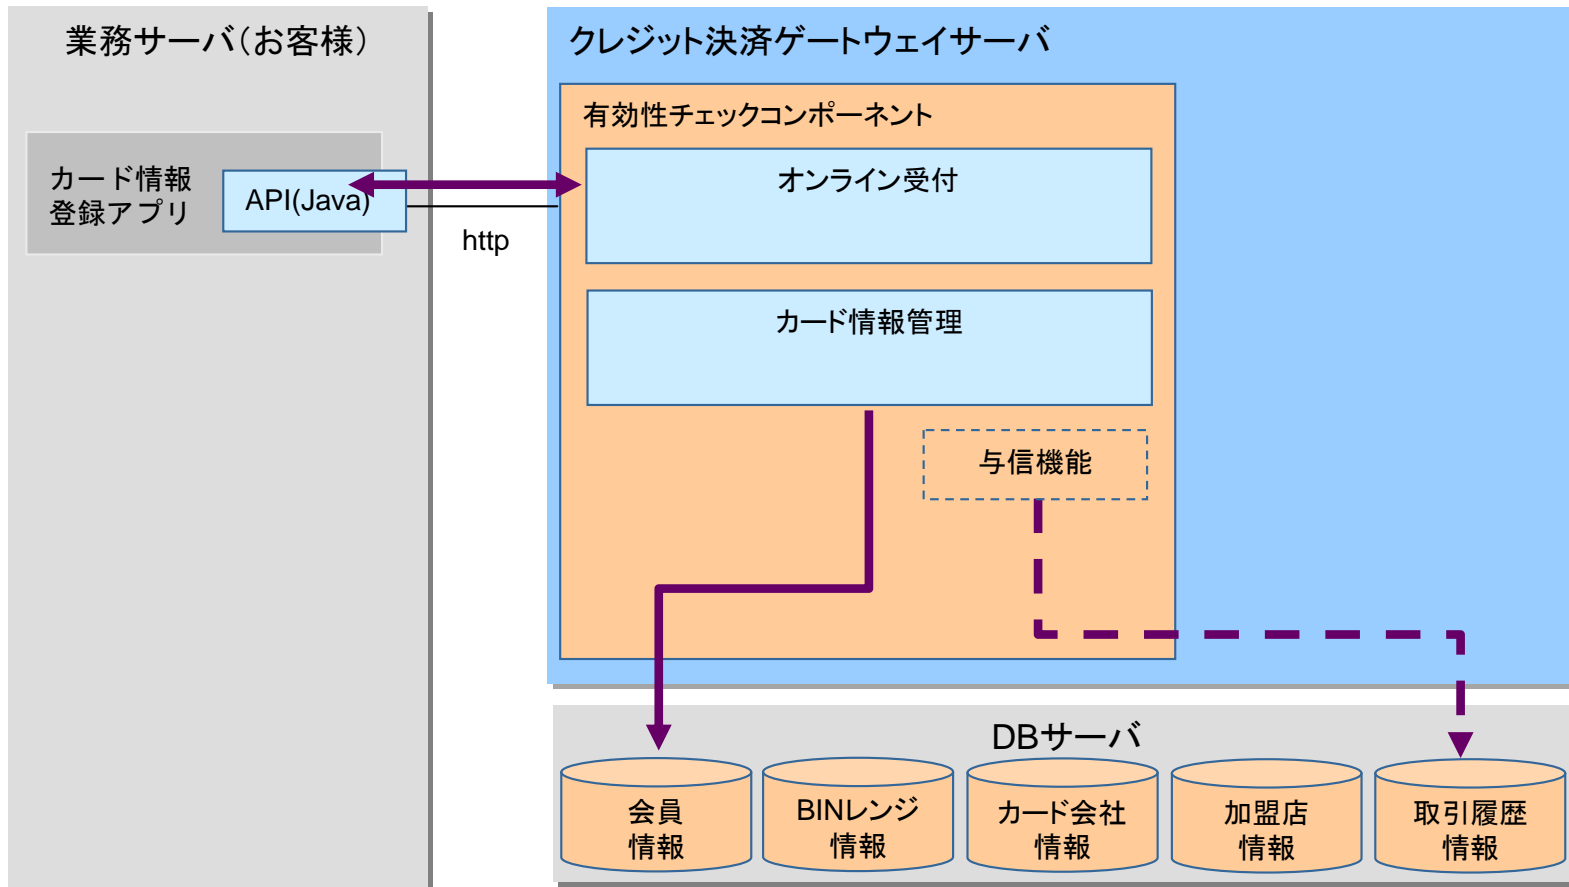 業務サーバ(お客様)
クレジット決済ゲートウェイサーバ
有効性チェックコンポーネント
カード情報
登録アプリ
API(Java)
http
オンライン受付
カード情報管理
与信機能
DBサーバ
会員
情報
BINレンジ
情報
カード会社
情報
加盟店
情報
取引履歴
情報